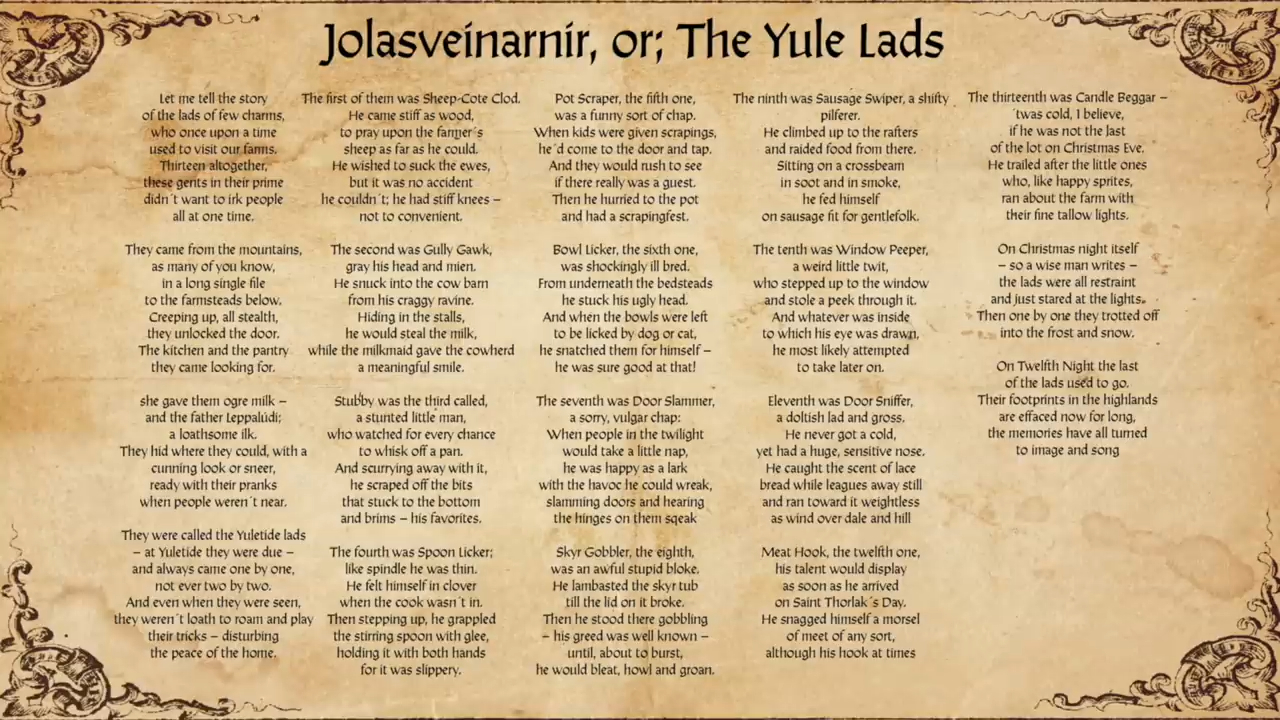 Jolasveinarnir, or; The Yule Lads
Let me tell the story
of the lads of few charms,
who once upon a time
used to visit our farms.
Thirteen altogether,
these gents in their prime
didn´t want to irk people
all at one time.
They came from the mountains,
as many of you know,
in a long single file
to the farmsteads below.
Creeping up, all stealth,
they unlocked the door.
The kitchen and the pantry
they came looking for.
she gave them ogre milk –
and the father Leppalúdi;
a loathsome ilk.
They hid where they could, with a
cunning look or sneer,
ready with their pranks
when people weren´t near.
They were called the Yuletide lads
– at Yuletide they were due –
and always came one by one,
not ever two by two.
And even when they were seen,
they weren´t loath to roam and play
their tricks – disturbing
the peace of the home.
The first of them was Sheep-Cote Clod.
He came stiff as wood,
to pray upon the farmer´s
sheep as far as he could.
He wished to suck the ewes,
but it was no accident
he couldn´t; he had stiff knees –
not to convenient.
The second was Gully Gawk,
gray his head and mien.
He snuck into the cow barn
from his craggy ravine.
Hiding in the stalls,
he would steal the milk,
while the milkmaid gave the cowherd
a meaningful smile.
Stubby was the third called,
a stunted little man,
who watched for every chance
to whisk off a pan.
And scurrying away with it,
he scraped off the bits
that stuck to the bottom
and brims – his favorites.
The fourth was Spoon Licker;
like spindle he was thin.
He felt himself in clover
when the cook wasn´t in.
Then stepping up, he grappled
the stirring spoon with glee,
holding it with both hands
for it was slippery.
Pot Scraper, the fifth one,
was a funny sort of chap.
When kids were given scrapings,
he´d come to the door and tap.
And they would rush to see
if there really was a guest.
Then he hurried to the pot
and had a scrapingfest.
Bowl Licker, the sixth one,
was shockingly ill bred.
From underneath the bedsteads
he stuck his ugly head.
And when the bowls were left
to be licked by dog or cat,
he snatched them for himself –
he was sure good at that!
The seventh was Door Slammer,
a sorry, vulgar chap:
When people in the twilight
would take a little nap,
he was happy as a lark
with the havoc he could wreak,
slamming doors and hearing
the hinges on them sqeak
Skyr Gobbler, the eighth,
was an awful stupid bloke.
He lambasted the skyr tub
till the lid on it broke.
Then he stood there gobbling
– his greed was well known –
until, about to burst,
he would bleat, howl and groan.
The ninth was Sausage Swiper, a shifty
pilferer.
He climbed up to the rafters
and raided food from there.
Sitting on a crossbeam
in soot and in smoke,
he fed himself
on sausage fit for gentlefolk.
The tenth was Window Peeper,
a weird little twit,
who stepped up to the window
and stole a peek through it.
And whatever was inside
to which his eye was drawn,
he most likely attempted
to take later on.
Eleventh was Door Sniffer,
a doltish lad and gross.
He never got a cold,
yet had a huge, sensitive nose.
He caught the scent of lace
bread while leagues away still
and ran toward it weightless
as wind over dale and hill
Meat Hook, the twelfth one,
his talent would display
as soon as he arrived
on Saint Thorlak´s Day.
He snagged himself a morsel
of meet of any sort,
although his hook at times
The thirteenth was Candle Beggar –
´twas cold, I believe,
if he was not the last
of the lot on Christmas Eve.
He trailed after the little ones
who, like happy sprites,
ran about the farm with
their fine tallow lights.
On Christmas night itself
– so a wise man writes –
the lads were all restraint
and just stared at the lights.
Then one by one they trotted off
into the frost and snow.
On Twelfth Night the last
of the lads used to go.
Their footprints in the highlands
are effaced now for long,
the memories have all turned
to image and song